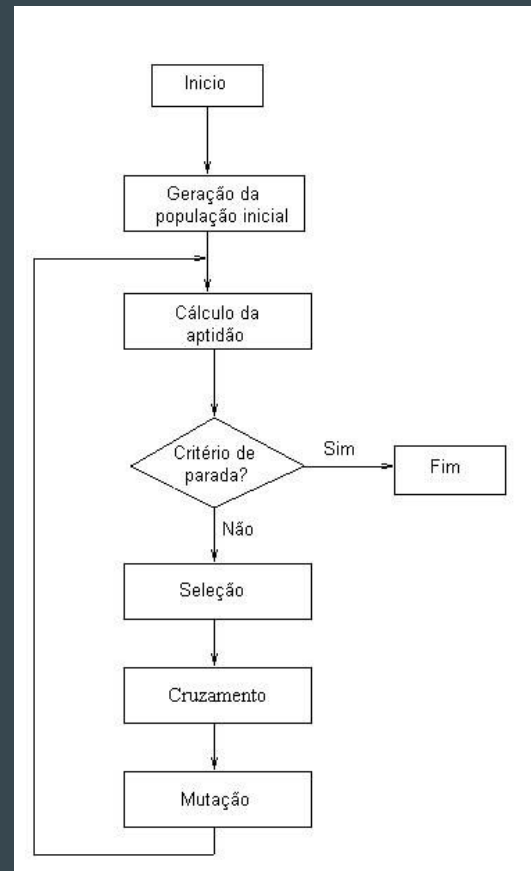 Inicio
Geração da
população inicial
Cálculo da
aptidão
Critério de
parada?
Sim
Fim
Não
Seleção
Cruzamento
Mutação